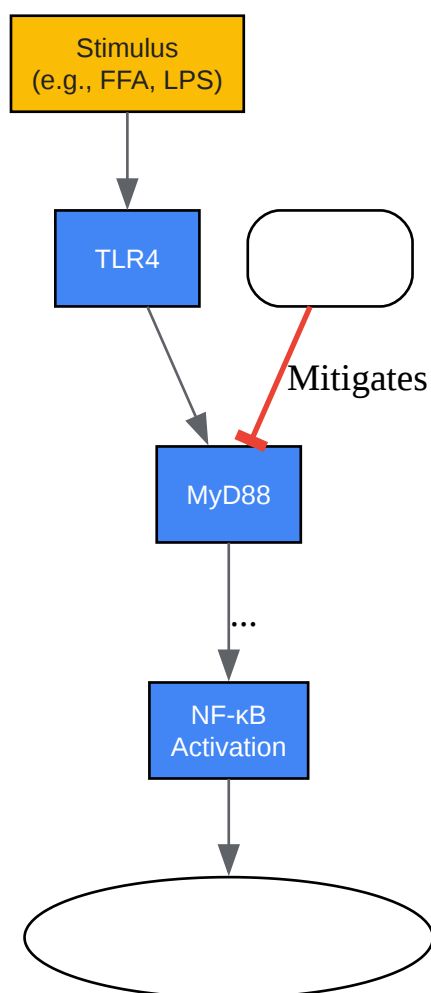 Stimulus
(e.g., FFA, LPS)
TLR4
Mitigates
MyD88
...
NF-κB
Activation